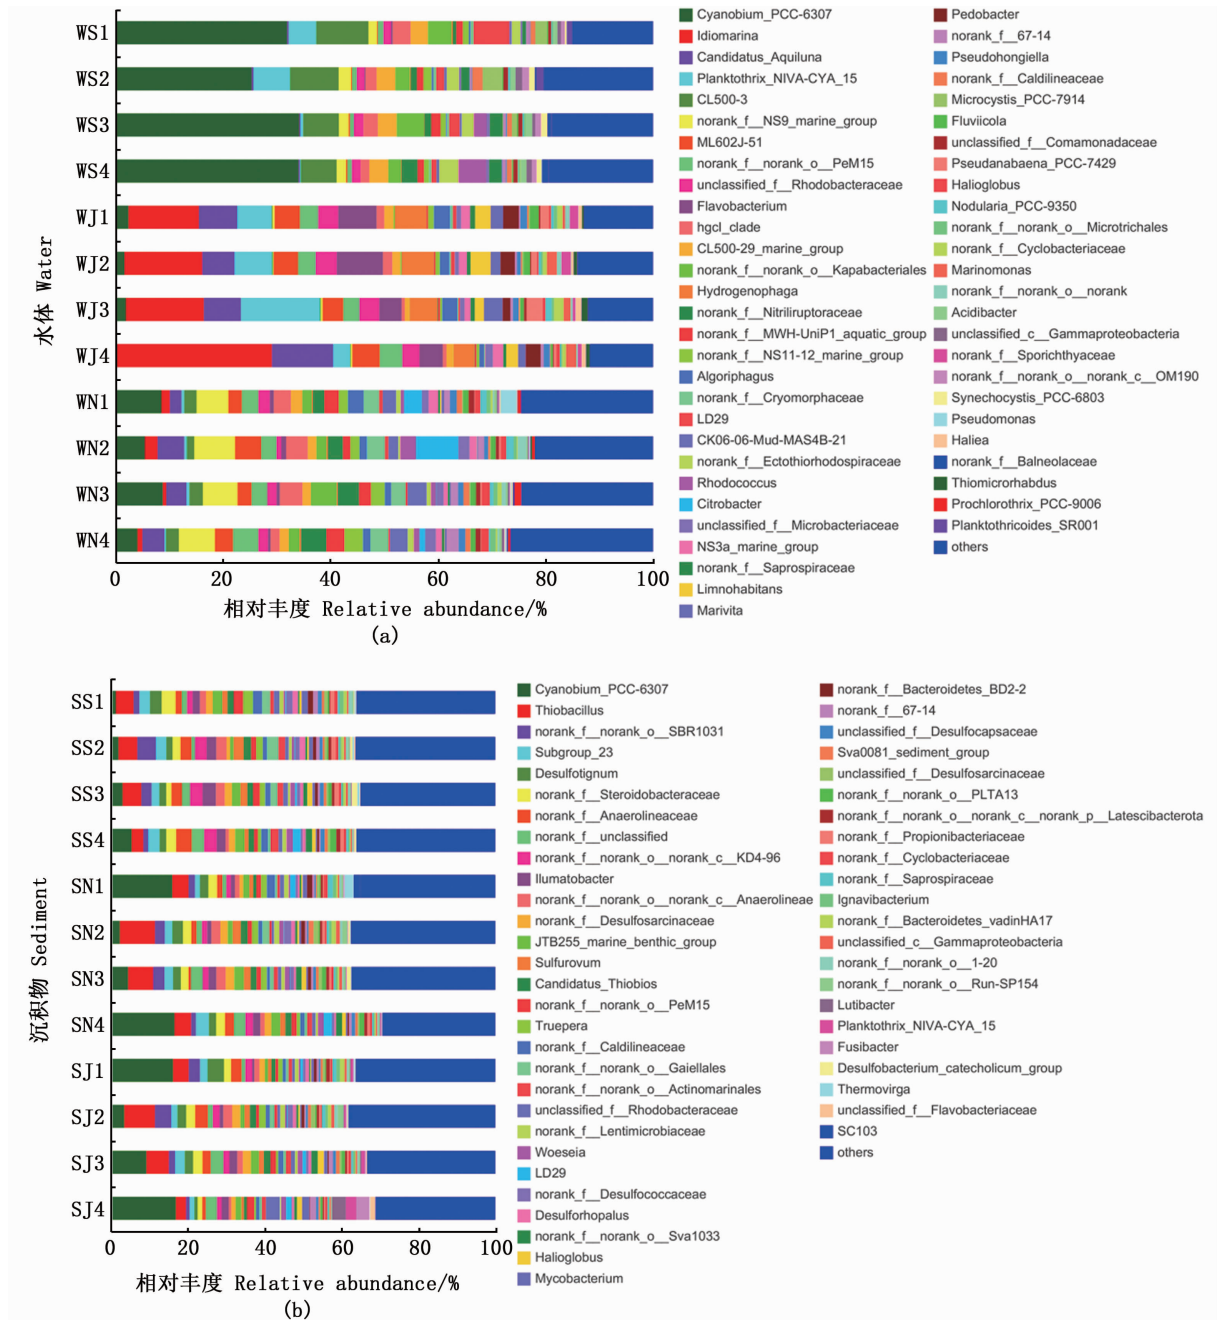 WS1
WS2
WS3
WS4
WJ1
WJ2
WJ3
WJ4
WN1
WN2
WN3
WN4
水体 Water
0 20 40 60 80 100
相对丰度 Relative abundance/%
(a)
Cyanobium_PCC-6307
Idiomarina
Candidatus_Aquiluna
Planktothrix_NIVA-CYA_15
CL500-3
norank_f__NS9_marine_group
ML602J-51
norank_f__norank_o__PeM15
unclassified_f__Rhodobacteraceae
Flavobacterium
hgcI_clade
CL500-29_marine_group
norank_f__norank_o__Kapabacteriales
Hydrogenophaga
norank_f__Nitriliruptoraceae
norank_f__MWH-UniP1_aquatic_group
norank_f__NS11-12_marine_group
Algoriphagus
norank_f__Cryomorphaceae
LD29
CK06-06-Mud-MAS4B-21
norank_f__Ectothiorhodospiraceae
Rhodococcus
Citrobacter
unclassified_f__Microbacteriaceae
NS3a_marine_group
norank_f__Saprospiraceae
Limnohabitans
Marivita
Pedobacter
norank_f__67-14
Pseudohongiella
norank_f__Caldilineaceae
Microcystis_PCC-7914
Fluviicola
unclassified_f__Comamonadaceae
Pseudanabaena_PCC-7429
Halioglobus
Nodularia_PCC-9350
norank_f__norank_o__Microtrichales
norank_f__Cyclobacteriaceae
Marinomonas
norank_f__norank_o__norank
Acidibacter
unclassified_c__Gammaproteobacteria
norank_f__Sporichthyaceae
norank_f__norank_o__norank_c__OM190
Synechocystis_PCC-6803
Pseudomonas
Haliea
norank_f__Balneolaceae
Thiomicrorhabdus
Prochlorothrix_PCC-9006
Planktothricoides_SR001
others
SS1
SS2
SS3
SS4
SN1
SN2
SN3
SN4
SJ1
SJ2
SJ3
SJ4
沉积物 Sediment
0 20 40 60 80 100
相对丰度 Relative abundance/%
(b)
Cyanobium_PCC-6307
Thiobacillus
norank_f__norank_o__SBR1031
Subgroup_23
Desulfotignum
norank_f__Steroidobacteraceae
norank_f__Anaerolineaceae
norank_f__unclassified
norank_f__norank_o__norank_c__KD4-96
Ilumatobacter
norank_f__norank_o__norank_c__Anaerolineae
norank_f__Desulfosarcinaceae
JTB255_marine_benthic_group
Sulfurovum
Candidatus_Thiobios
norank_f__norank_o__PeM15
Truepera
norank_f__Caldilineaceae
norank_f__norank_o__Gaiellales
norank_f__norank_o__Actinomarinales
unclassified_f__Rhodobacteraceae
norank_f__Lentimicrobiaceae
Woeseia
LD29
norank_f__Desulfococcaceae
Desulforhopalus
norank_f__norank_o__Sva1033
Halioglobus
Mycobacterium
norank_f__Bacteroidetes_BD2-2
norank_f__67-14
unclassified_f__Desulfocapsaceae
Sva0081_sediment_group
unclassified_f__Desulfosarcinaceae
norank_f__norank_o__PLTA13
norank_f__norank_o__norank_c__norank_p__Latescibacterota
norank_f__Propionibacteriaceae
norank_f__Cyclobacteriaceae
norank_f__Saprospiraceae
Ignavibacterium
norank_f__Bacteroidetes_vadinHA17
unclassified_c__Gammaproteobacteria
norank_f__norank_o__1-20
norank_f__norank_o__Run-SP154
Lutibacter
Planktothrix_NIVA-CYA_15
Fusibacter
Desulfobacterium_catecholicum_group
Thermovirga
unclassified_f__Flavobacteriaceae
SC103
others